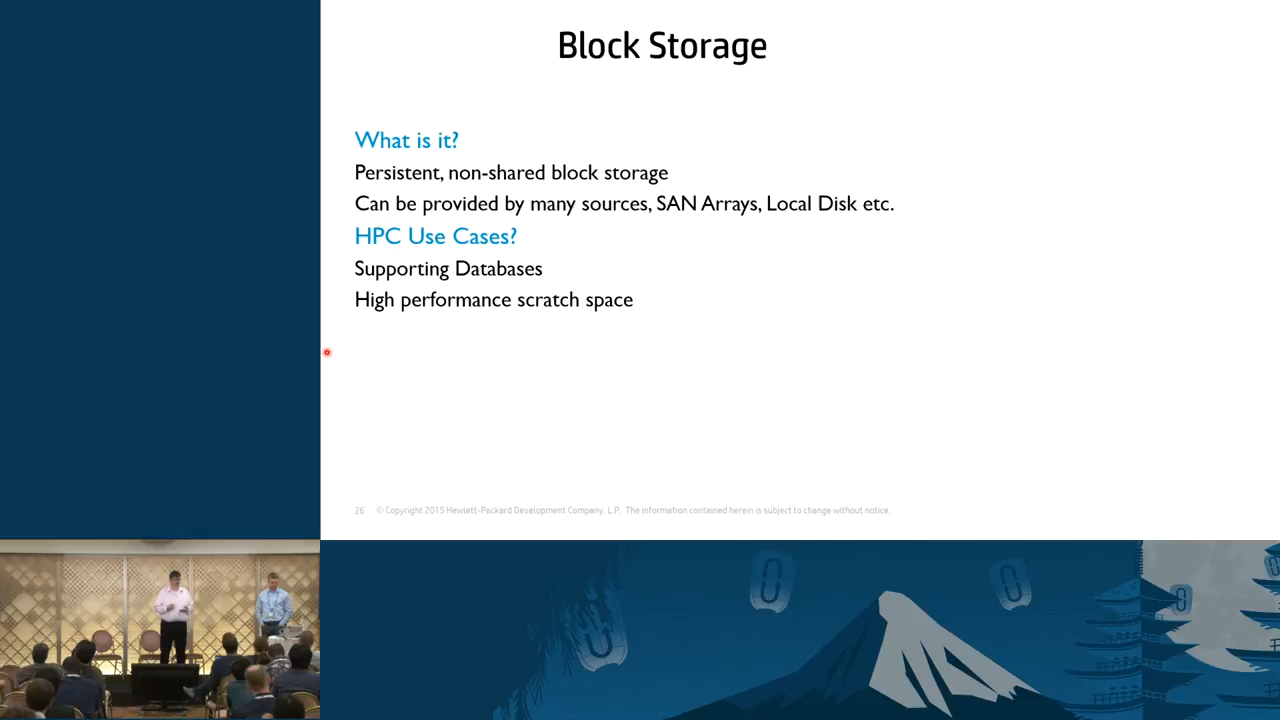 Block Storage
What is it?
Persistent, non-shared block storage
Can be provided by many sources, SAN Arrays, Local Disk etc.
HPC Use Cases?
Supporting Databases
High performance scratch space
26 © Copyright 2015 Hewlett-Packard Development Company, L.P. The information contained herein is subject to change without notice.